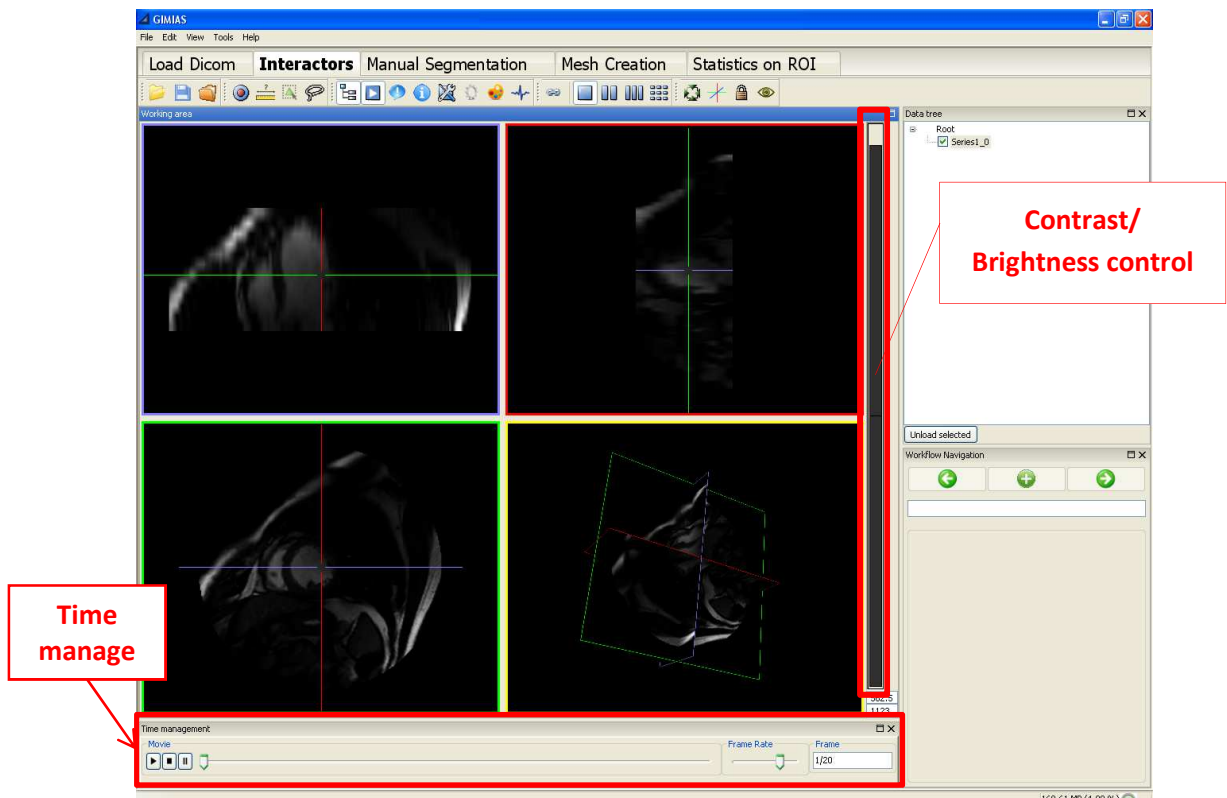 GIMIAS
File Edit View Tools Help
Load Dicom Interactors Manual Segmentation Mesh Creation Statistics on ROI
Working area
Data tree
Root
Series1_0
Contrast/
Brightness control
Unload selected
Workflow Navigation
Time
manage
1123
Time management
Movie
Frame Rate
Frame
1/20